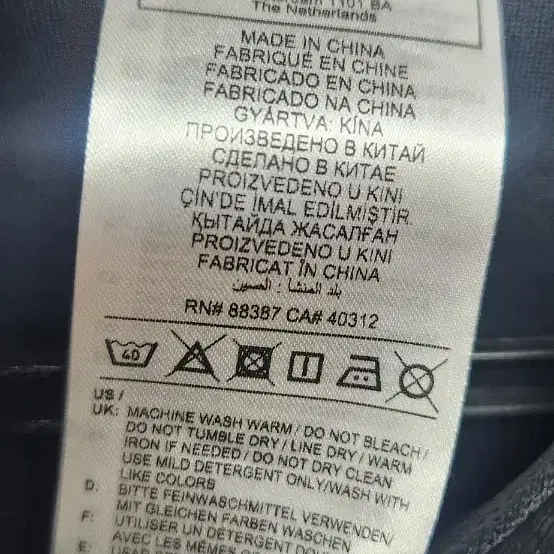 1101 BA
The Netherlands
MADE IN CHINA
FABRIQUÉ EN CHINE
FABRICADO EN CHINA
FABRICADO NA CHINA
GYÁRTVA: KÍNA
ПРОИЗВЕДЕНО В КИТАЙ
СДЕЛАНО В КИТАЕ
PROIZVEDENO U KINI
ÇİN'DE İMAL EDİLMİŞTİR
ҚЫТАЙДА ЖАСАЛҒАН
PROIZVEDENO U KINI
FABRICAT ÎN CHINA
بلد المنشأ : الصين
RN# 88387 CA# 40312
40
US /
UK: MACHINE WASH WARM / DO NOT BLEACH /
DO NOT TUMBLE DRY / LINE DRY / WARM
IRON IF NEEDED / DO NOT DRY CLEAN
USE MILD DETERGENT ONLY/WASH WITH
LIKE COLORS
D: BITTE FEINWASCHMITTEL VERWENDEN/
MIT GLEICHEN FARBEN WASCHEN
F: UTILISER UN DETERGENT DO
AVEC LES MÊMES
E: